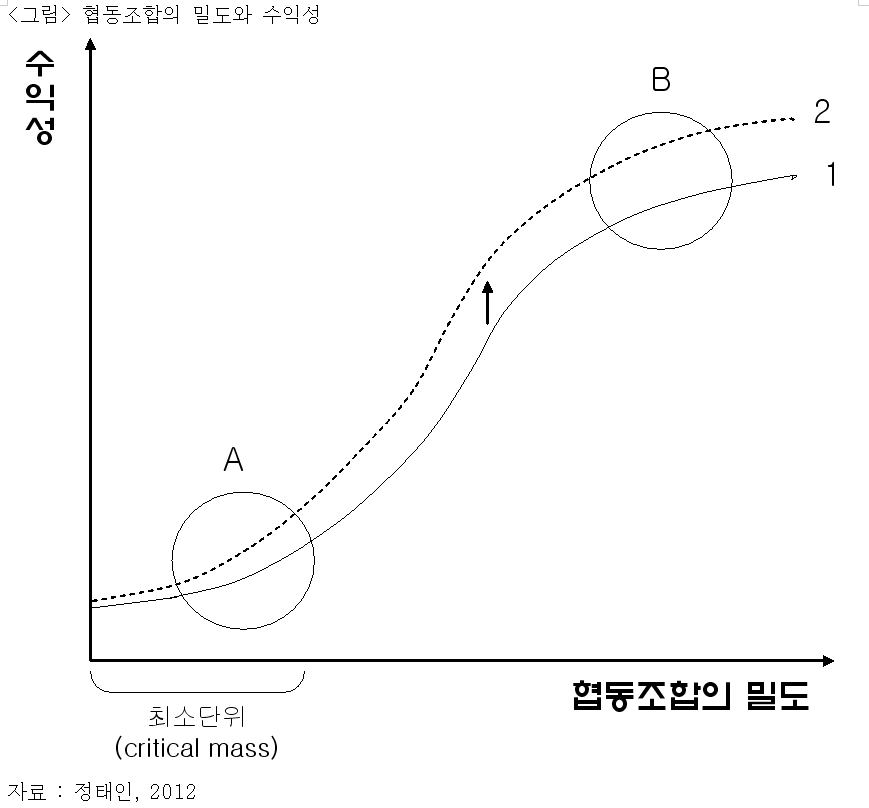 <그림> 협동조합의 밀도와 수익성
수익성
B
2
1
A
협동조합의 밀도
최소단위
(critical mass)
자료 : 정태인, 2012